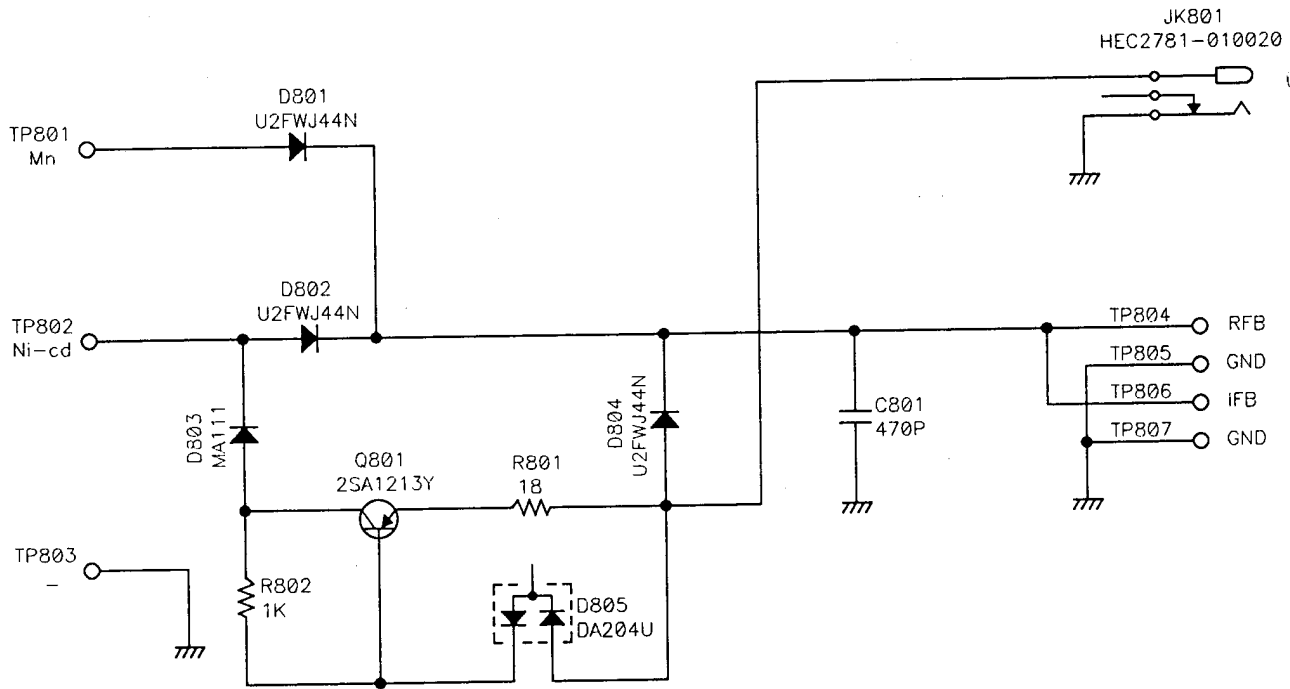 JK801
HEC2781-010020
D801
U2FWJ44N
TP801
Mn
D802
U2FWJ44N
TP802
Ni-cd
TP804
RFB
TP805
GND
TP806
iFB
TP807
GND
D803
MA111
D804
U2FWJ44N
C801
470P
Q801
2SA1213Y
R801
18
TP803
-
R802
1K
D805
DA204U